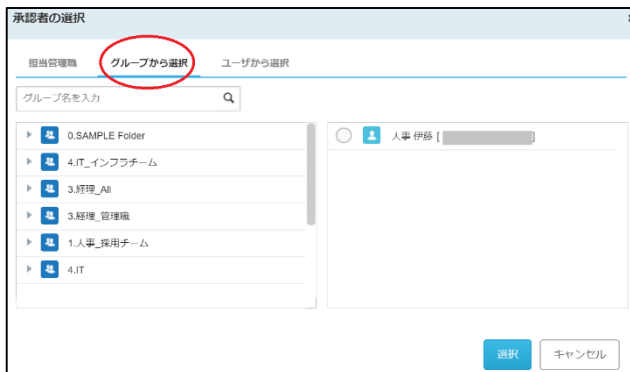 承認者の選択
担当管理職 グループから選択 ユーザから選択
グループ名を入力
0.SAMPLE Folder
4.IT_インフラチーム
3.経理_All
3.経理_管理職
1.人事_採用チーム
4.IT
人事 伊藤 [ ]
選択 キャンセル